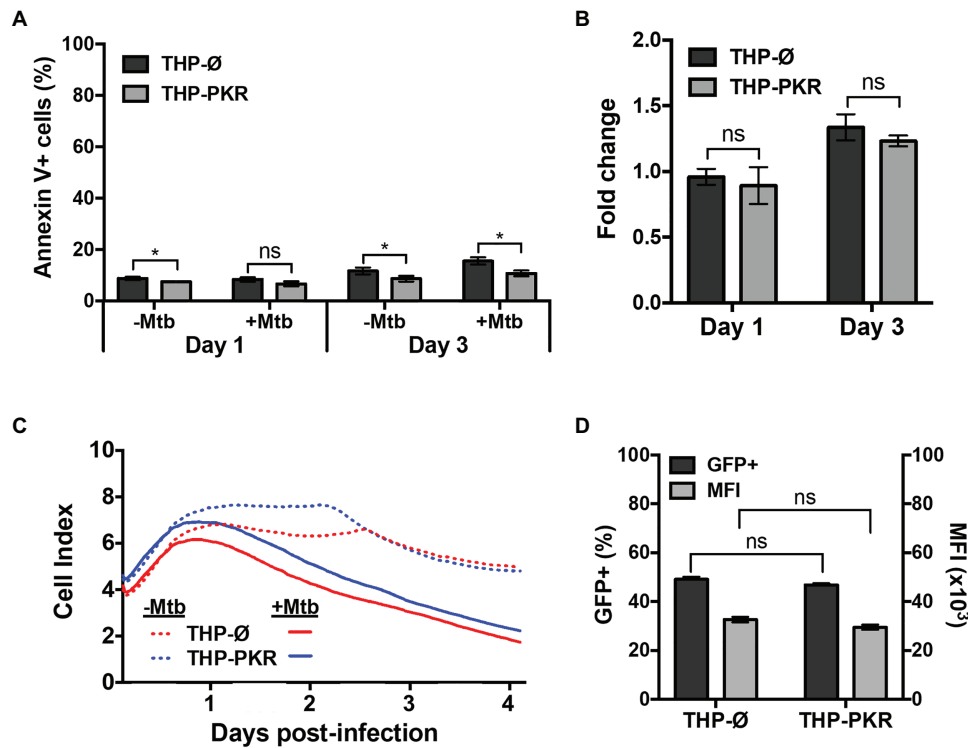 A
Annexin V+ cells (%)
100
80
60
40
20
0
THP-Ø
THP-PKR
*
ns
*
*
-Mtb
+Mtb
-Mtb
+Mtb
Day 1
Day 3
B
Fold change
2.0
1.5
1.0
0.5
0.0
THP-Ø
THP-PKR
ns
ns
Day 1
Day 3
C
Cell Index
10
8
6
4
2
0
-Mtb
+Mtb
THP-Ø
THP-PKR
1
2
3
4
Days post-infection
D
GFP+ (%)
100
80
60
40
20
0
GFP+
MFI
ns
ns
100
80
60
40
20
0
MFI (x10³)
THP-Ø
THP-PKR